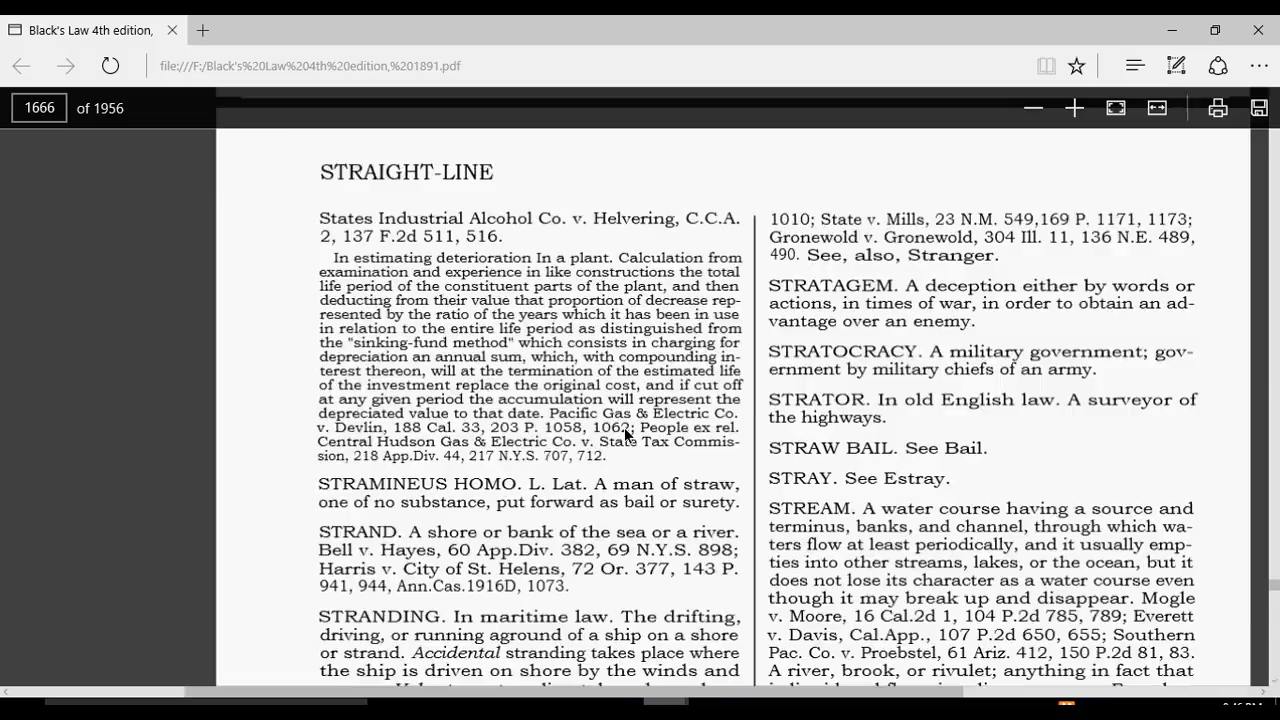 Black's Law 4th edition,
file:///F:/Black's%20Law%204th%20edition,%201891.pdf
1666 of 1956
STRAIGHT-LINE
States Industrial Alcohol Co. v. Helvering, C.C.A.
2, 137 F.2d 511, 516.
In estimating deterioration In a plant. Calculation from
examination and experience in like constructions the total
life period of the constituent parts of the plant, and then
deducting from their value that proportion of decrease rep-
resented by the ratio of the years which it has been in use
in relation to the entire life period as distinguished from
the "sinking-fund method" which consists in charging for
depreciation an annual sum, which, with compounding in-
terest thereon, will at the termination of the estimated life
of the investment replace the original cost, and if cut off
at any given period the accumulation will represent the
depreciated value to that date. Pacific Gas & Electric Co.
v. Devlin, 188 Cal. 33, 203 P. 1058, 1062; People ex rel.
Central Hudson Gas & Electric Co. v. State Tax Commis-
sion, 218 App.Div. 44, 217 N.Y.S. 707, 712.
STRAMINEUS HOMO. L. Lat. A man of straw,
one of no substance, put forward as bail or surety.
STRAND. A shore or bank of the sea or a river.
Bell v. Hayes, 60 App.Div. 382, 69 N.Y.S. 898;
Harris v. City of St. Helens, 72 Or. 377, 143 P.
941, 944, Ann.Cas.1916D, 1073.
STRANDING. In maritime law. The drifting,
driving, or running aground of a ship on a shore
or strand. Accidental stranding takes place where
the ship is driven on shore by the winds and
1010; State v. Mills, 23 N.M. 549,169 P. 1171, 1173;
Gronewold v. Gronewold, 304 Ill. 11, 136 N.E. 489,
490. See, also, Stranger.
STRATAGEM. A deception either by words or
actions, in times of war, in order to obtain an ad-
vantage over an enemy.
STRATOCRACY. A military government; gov-
ernment by military chiefs of an army.
STRATOR. In old English law. A surveyor of
the highways.
STRAW BAIL. See Bail.
STRAY. See Estray.
STREAM. A water course having a source and
terminus, banks, and channel, through which wa-
ters flow at least periodically, and it usually emp-
ties into other streams, lakes, or the ocean, but it
does not lose its character as a water course even
though it may break up and disappear. Mogle
v. Moore, 16 Cal.2d 1, 104 P.2d 785, 789; Everett
v. Davis, Cal.App., 107 P.2d 650, 655; Southern
Pac. Co. v. Proebstel, 61 Ariz. 412, 150 P.2d 81, 83.
A river, brook, or rivulet; anything in fact that